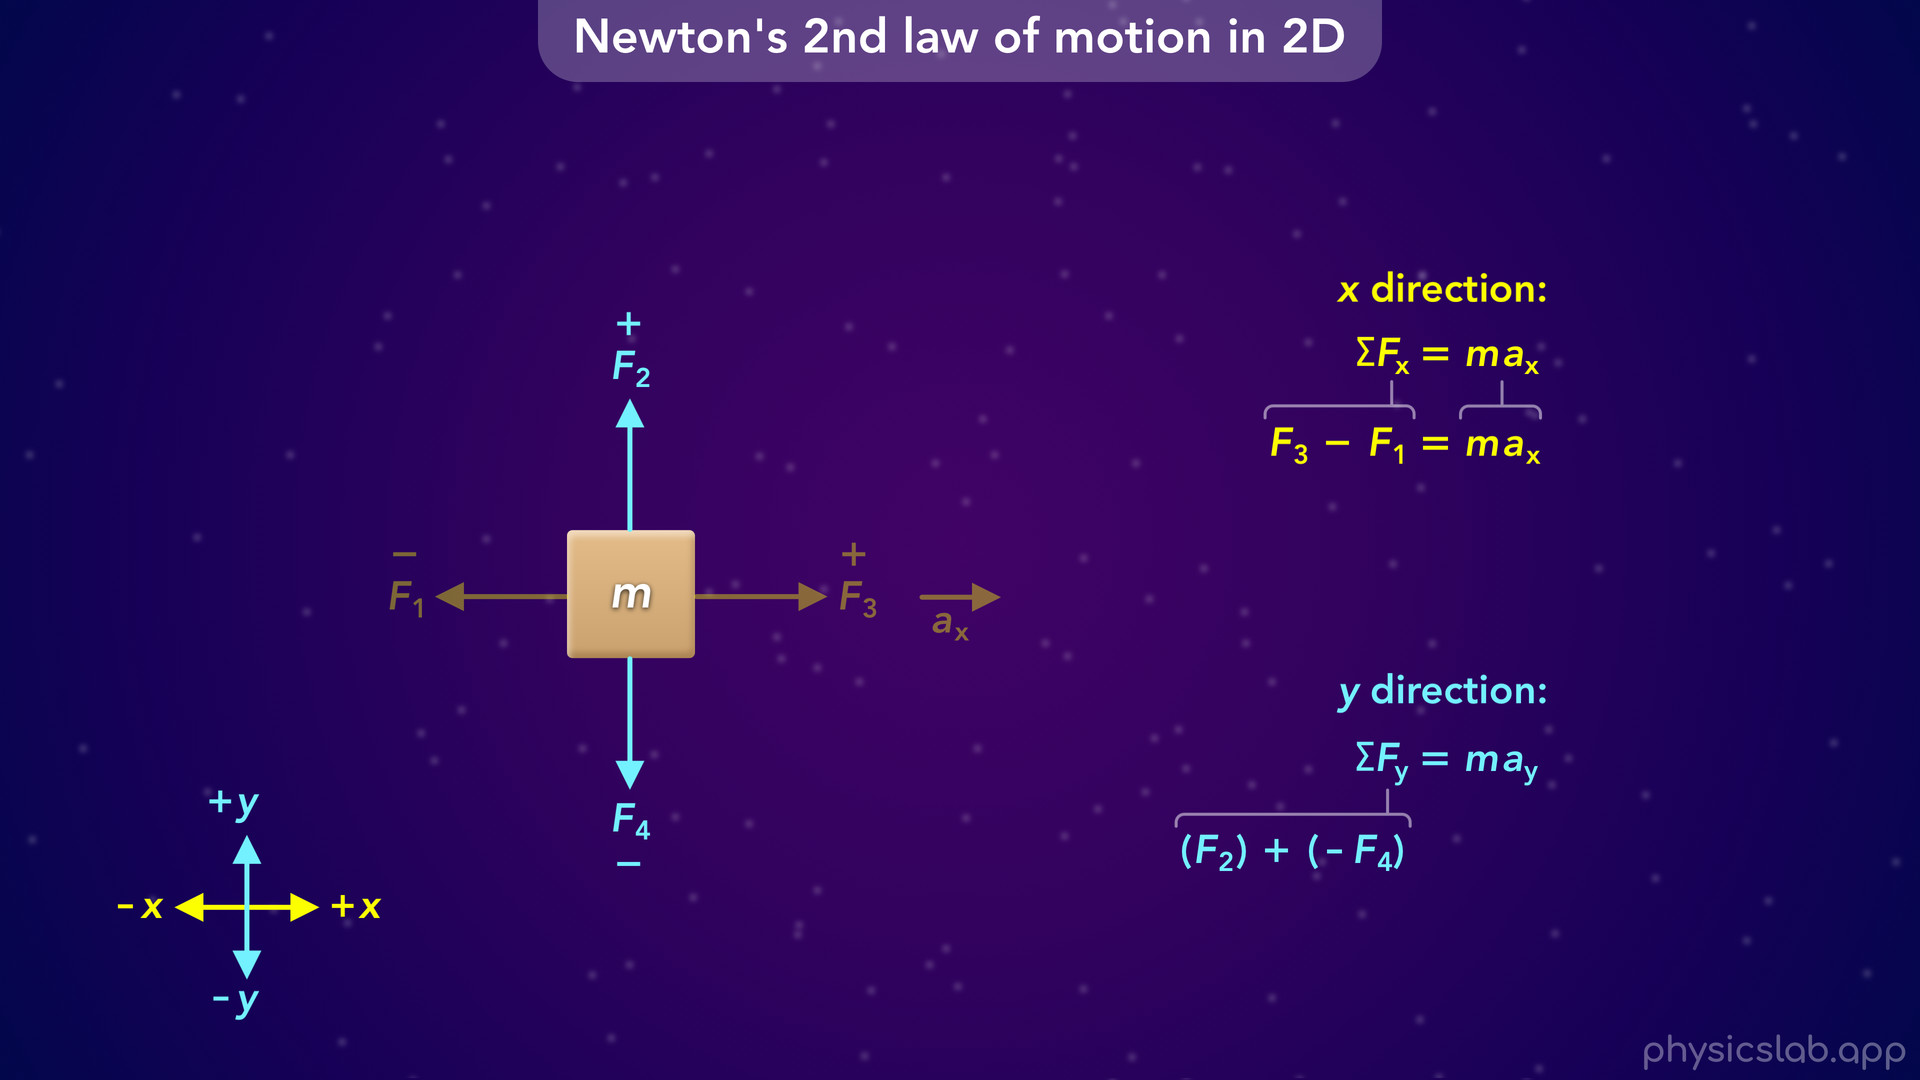 Newton's 2nd law of motion in 2D
x direction:
ΣFₓ = maₓ
F₃ − F₁ = maₓ
+
F₂
−
F₁
m
+
F₃
aₓ
F₄
−
y direction:
ΣFy = may
(F₂) + (- F₄)
+y
-x
+x
-y
physicslab.app